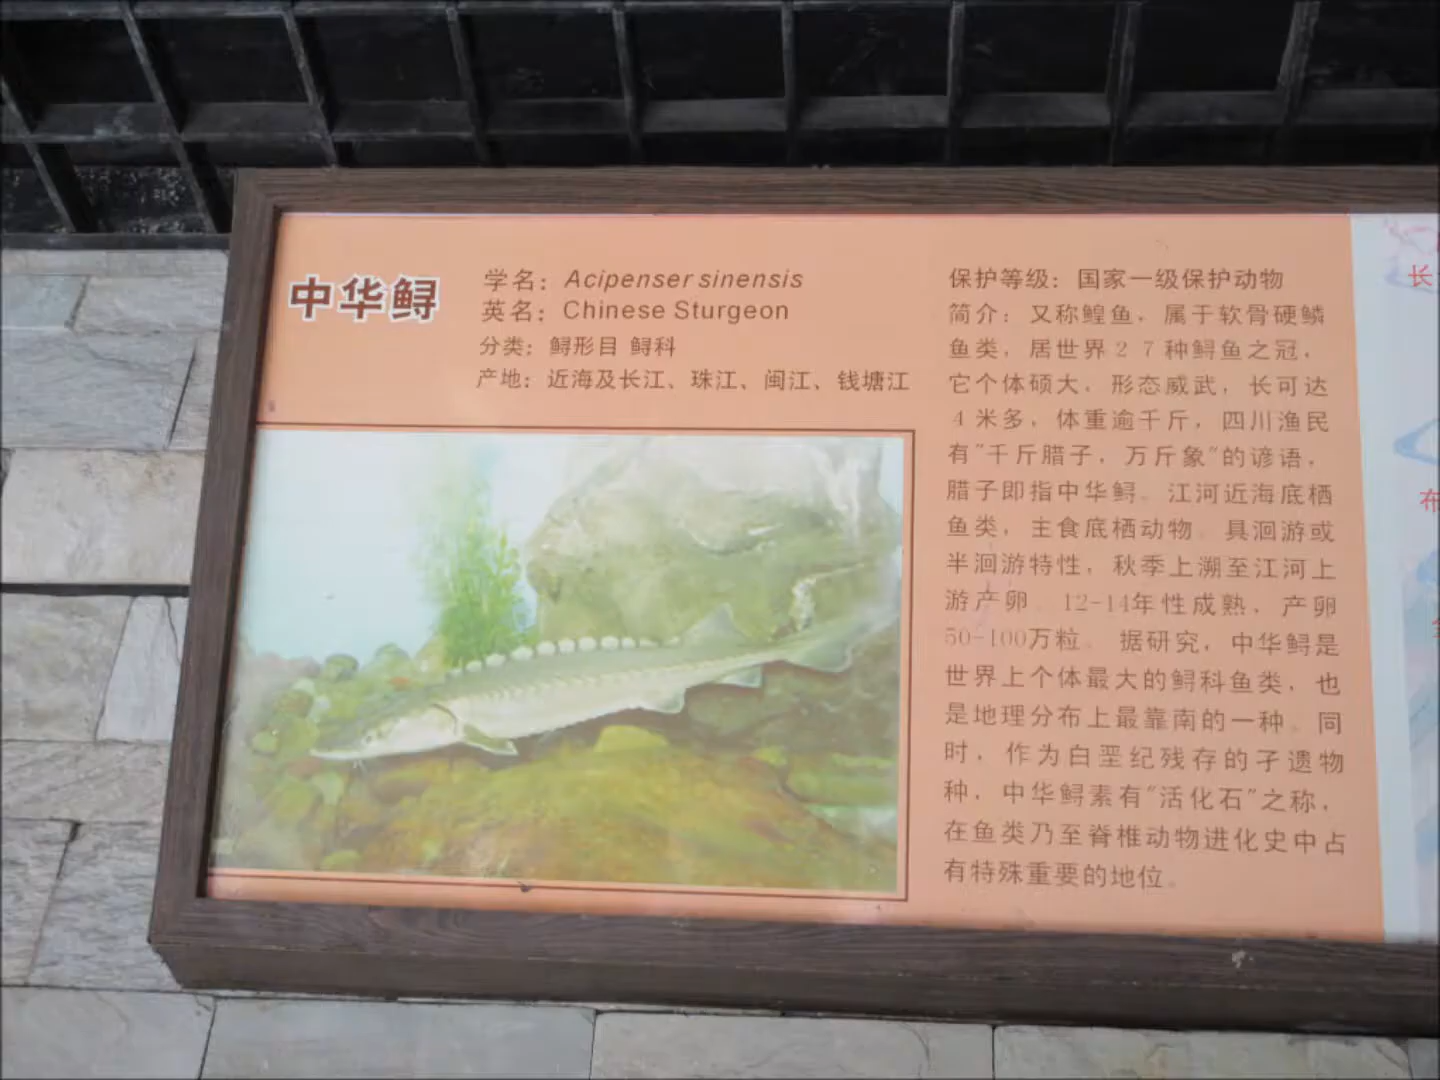 中华鲟
学名：Acipenser sinensis
英名：Chinese Sturgeon
分类：鲟形目 鲟科
产地：近海及长江、珠江、闽江、钱塘江
保护等级：国家一级保护动物
简介：又称鳇鱼，属于软骨硬鳞
鱼类，居世界27种鲟鱼之冠，
它个体硕大，形态威武，长可达
4米多，体重逾千斤，四川渔民
有"千斤腊子，万斤象"的谚语，
腊子即指中华鲟。江河近海底栖
鱼类，主食底栖动物。具洄游或
半洄游特性，秋季上溯至江河上
游产卵。12-14年性成熟，产卵
50-100万粒。据研究，中华鲟是
世界上个体最大的鲟科鱼类，也
是地理分布上最靠南的一种。同
时，作为白垩纪残存的孑遗物
种，中华鲟素有"活化石"之称，
在鱼类乃至脊椎动物进化史中占
有特殊重要的地位。
长
布